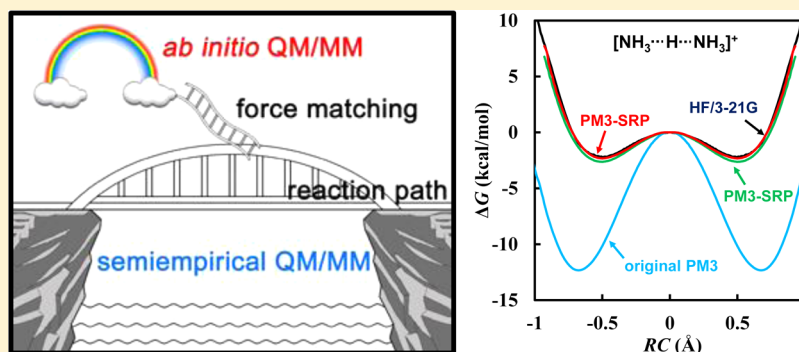 ab initio QM/MM
force matching
reaction path
semiempirical QM/MM
[NH₃···H···NH₃]⁺
10
5
0
-5
-10
-15
ΔG (kcal/mol)
HF/3-21G
PM3-SRP
PM3-SRP
original PM3
-1
-0.5
0
0.5
1
RC (Å)